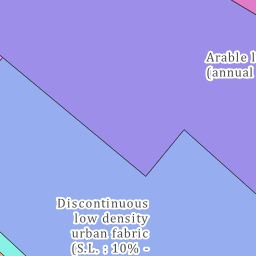 Arable l
(annual
Discontinuous
low density
urban fabric
(S.L. : 10% -